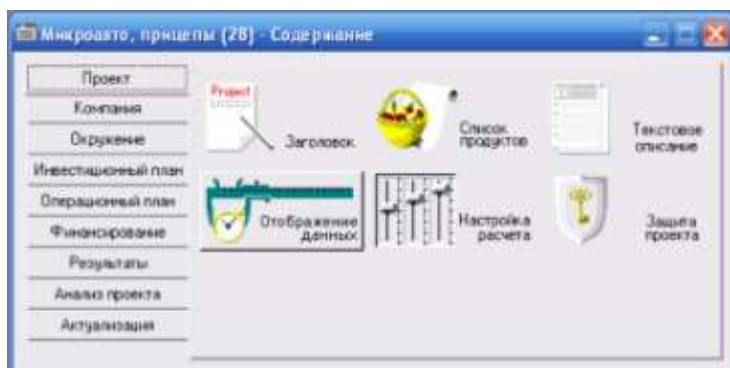 Микроавто, прицепы (28) - Содержание
Проект
Компания
Окружение
Инвестиционный план
Операционный план
Финансирование
Результаты
Анализ проекта
Актуализация
Project
Заголовок
Список
продуктов
Текстовое
описание
Отображение
данных
Настройка
расчета
Защита
проекта